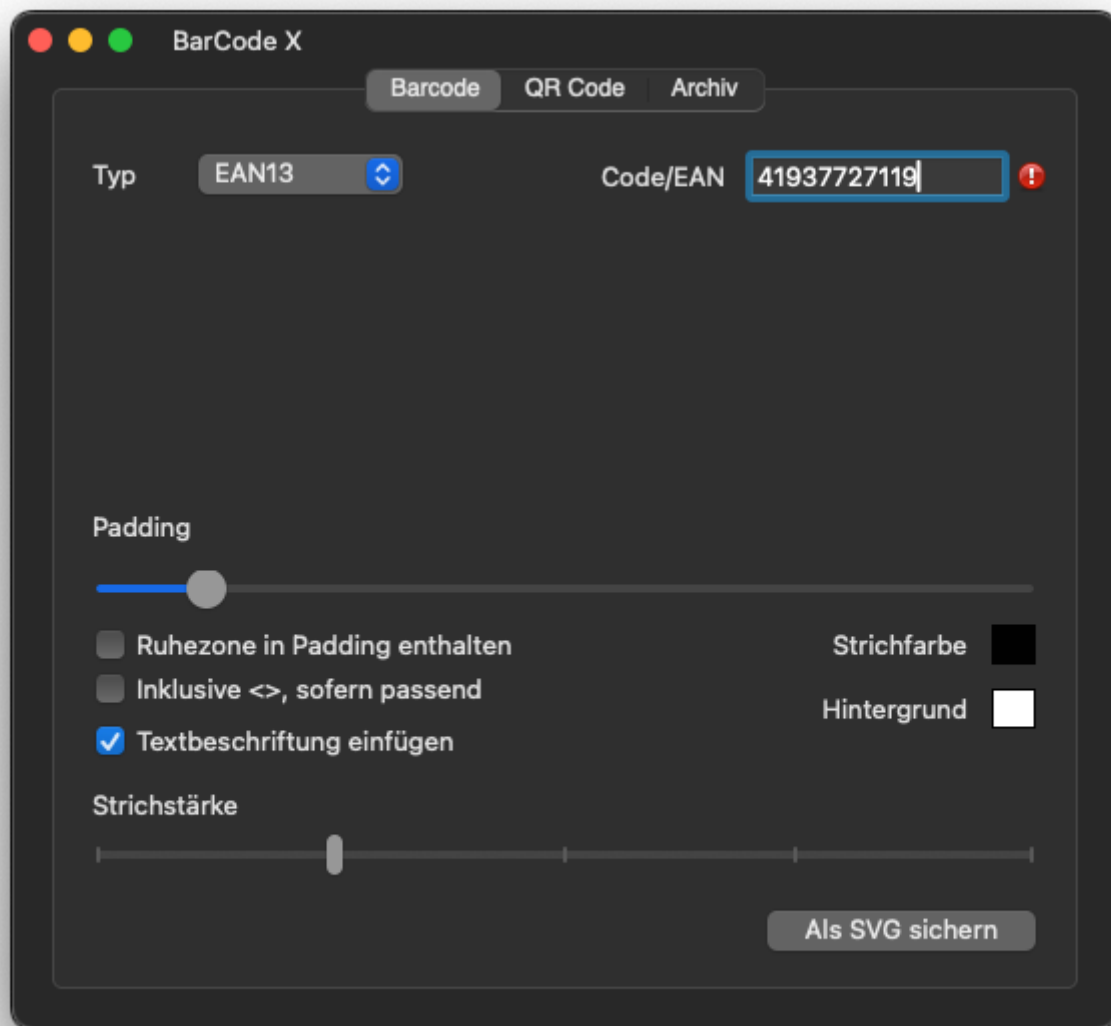 BarCode X
Barcode QR Code Archiv
Typ EAN13 Code/EAN 41937727119
Padding
Ruhezone in Padding enthalten Strichfarbe
Inklusive <>, sofern passend
Hintergrund
Textbeschriftung einfügen
Strichstärke
Als SVG sichern